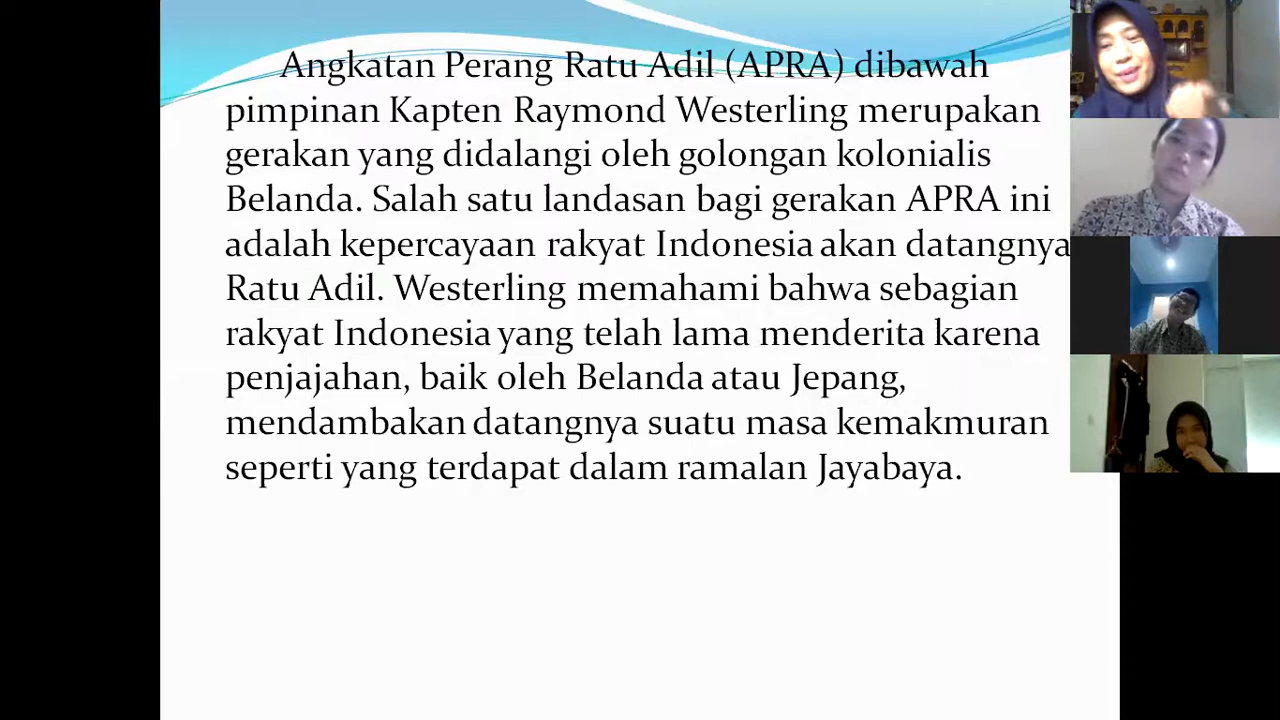 Angkatan Perang Ratu Adil (APRA) dibawah
pimpinan Kapten Raymond Westerling merupakan
gerakan yang didalangi oleh golongan kolonialis
Belanda. Salah satu landasan bagi gerakan APRA ini
adalah kepercayaan rakyat Indonesia akan datangnya
Ratu Adil. Westerling memahami bahwa sebagian
rakyat Indonesia yang telah lama menderita karena
penjajahan, baik oleh Belanda atau Jepang,
mendambakan datangnya suatu masa kemakmuran
seperti yang terdapat dalam ramalan Jayabaya.